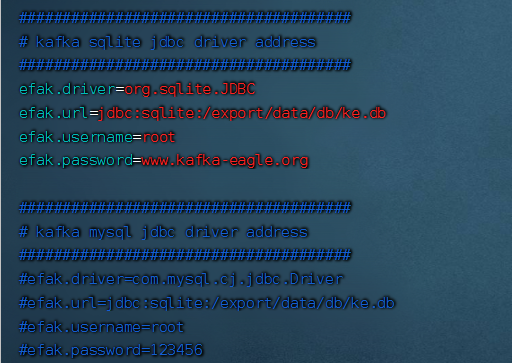 ######################################
# kafka sqlite jdbc driver address
######################################
efak.driver=org.sqlite.JDBC
efak.url=jdbc:sqlite:/export/data/db/ke.db
efak.username=root
efak.password=www.kafka-eagle.org
######################################
# kafka mysql jdbc driver address
######################################
#efak.driver=com.mysql.cj.jdbc.Driver
#efak.url=jdbc:sqlite:/export/data/db/ke.db
#efak.username=root
#efak.password=123456